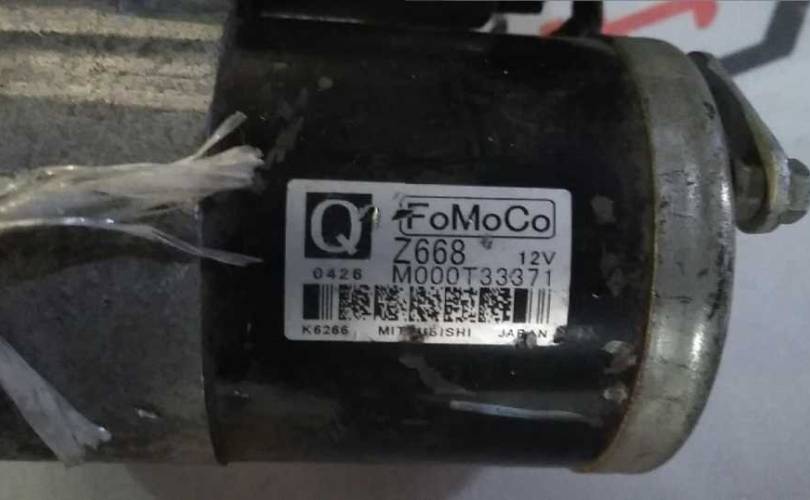 Q FoMoCo
Z668 12V
0426 M000T33371
K6266 MITSUBISHI JAPAN